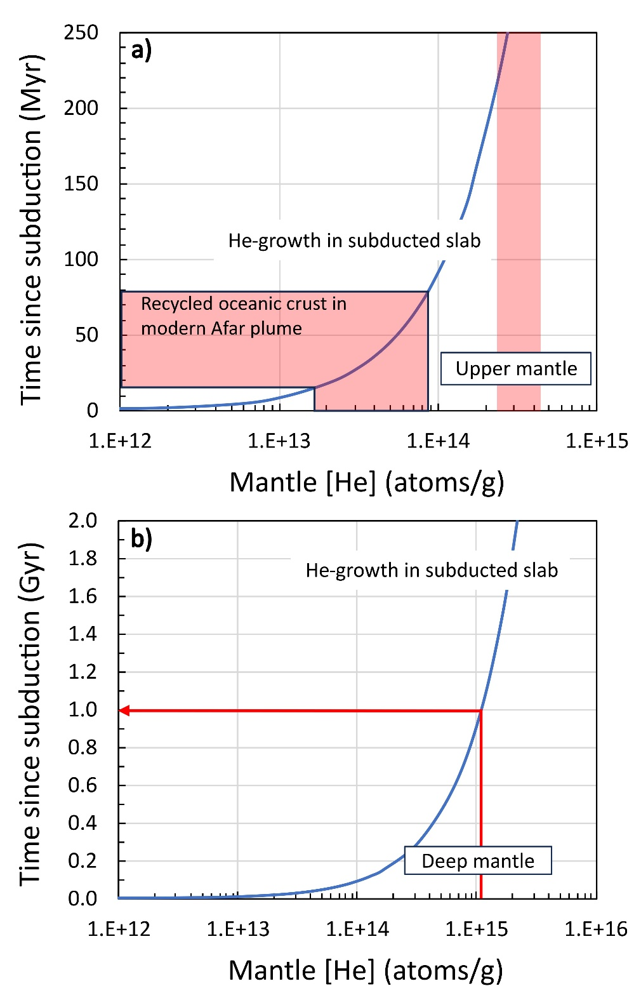 a)
250
200
150
100
50
0
Time since subduction (Myr)
He-growth in subducted slab
Recycled oceanic crust in
modern Afar plume
Upper mantle
1.E+12 1.E+13 1.E+14 1.E+15
Mantle [He] (atoms/g)
b)
2.0
1.8
1.6
1.4
1.2
1.0
0.8
0.6
0.4
0.2
0.0
Time since subduction (Gyr)
He-growth in subducted slab
Deep mantle
1.E+12 1.E+13 1.E+14 1.E+15 1.E+16
Mantle [He] (atoms/g)